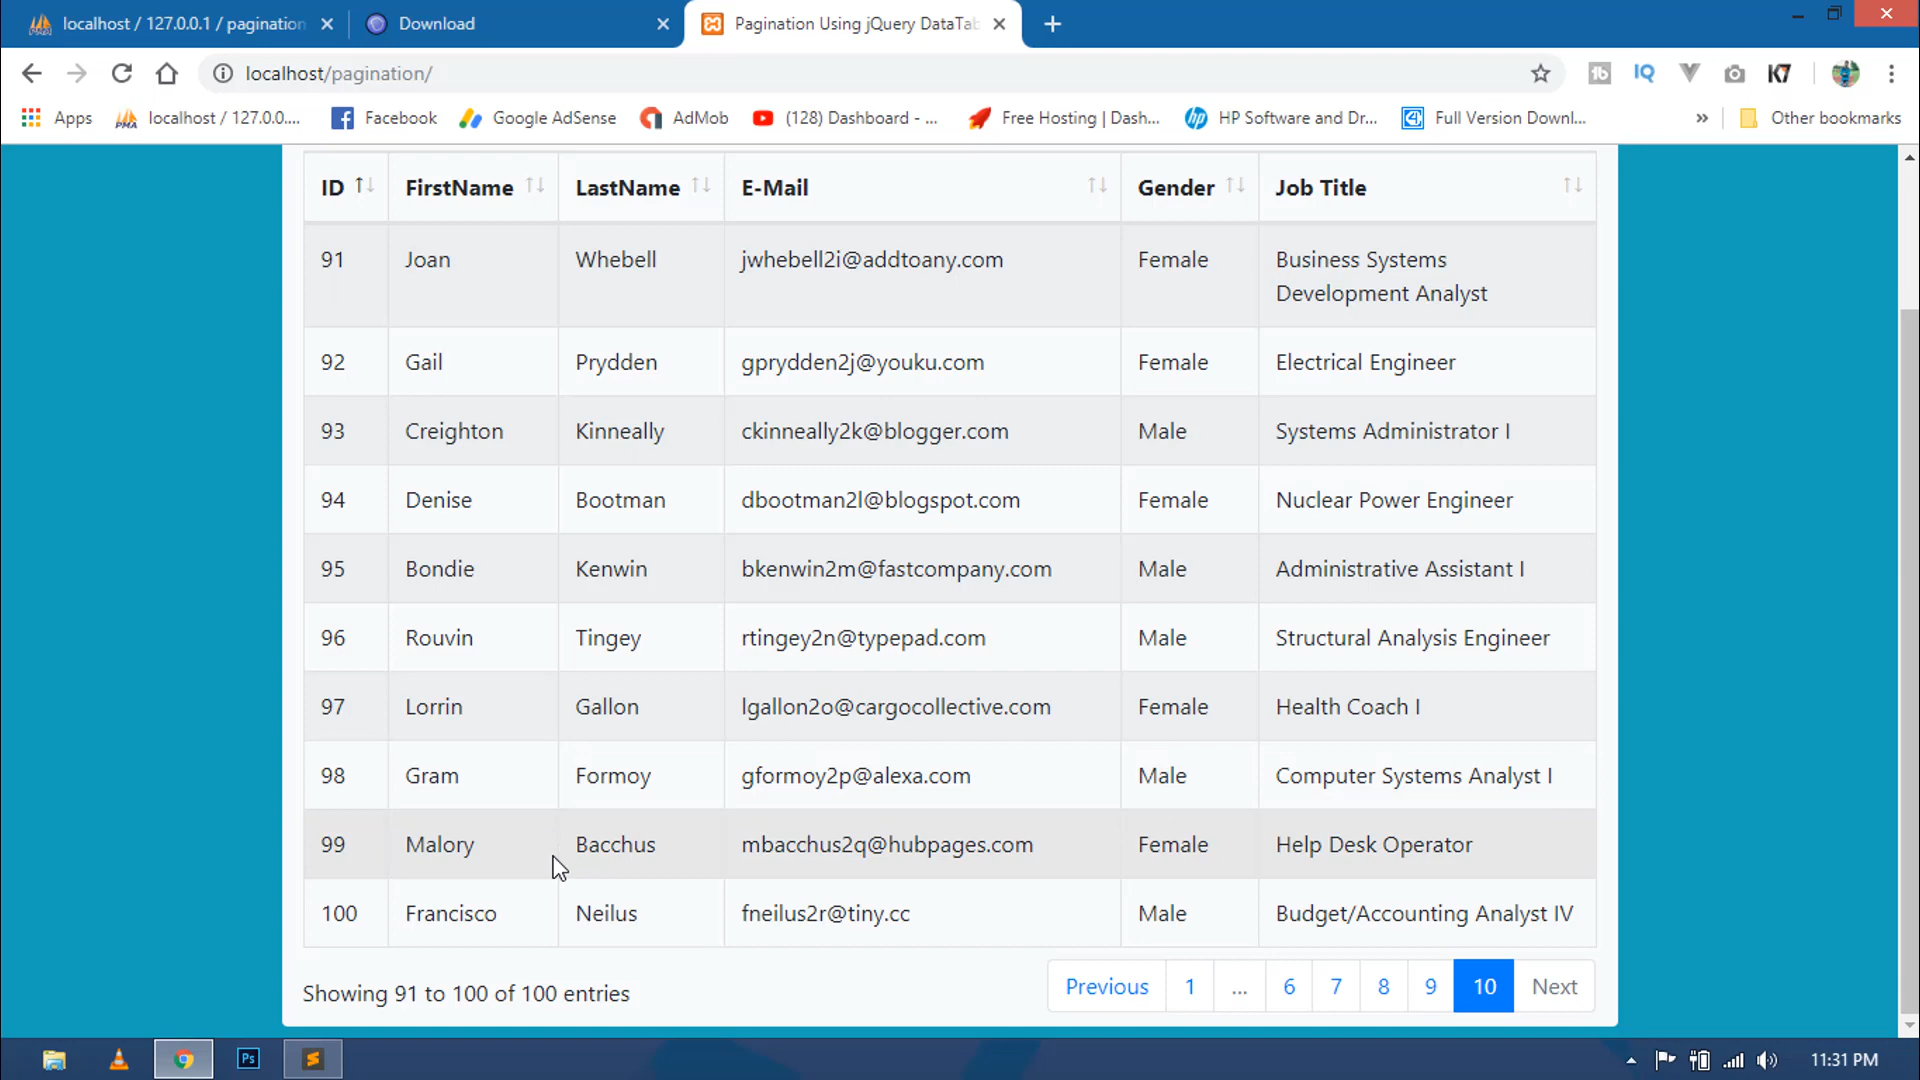 localhost / 127.0.0.1 / pagination
Download
Pagination Using jQuery DataTab
localhost/pagination/
Apps
localhost / 127.0.0....
Facebook
Google AdSense
AdMob
(128) Dashboard - ...
Free Hosting | Dash...
HP Software and Dr...
Full Version Downl...
»
Other bookmarks
ID FirstName LastName E-Mail Gender Job Title
91 Joan Whebell jwhebell2i@addtoany.com Female Business Systems
Development Analyst
92 Gail Prydden gprydden2j@youku.com Female Electrical Engineer
93 Creighton Kinneally ckinneally2k@blogger.com Male Systems Administrator I
94 Denise Bootman dbootman2l@blogspot.com Female Nuclear Power Engineer
95 Bondie Kenwin bkenwin2m@fastcompany.com Male Administrative Assistant I
96 Rouvin Tingey rtingey2n@typepad.com Male Structural Analysis Engineer
97 Lorrin Gallon lgallon2o@cargocollective.com Female Health Coach I
98 Gram Formoy gformoy2p@alexa.com Male Computer Systems Analyst I
99 Malory Bacchus mbacchus2q@hubpages.com Female Help Desk Operator
100 Francisco Neilus fneilus2r@tiny.cc Male Budget/Accounting Analyst IV
Showing 91 to 100 of 100 entries
Previous 1 ... 6 7 8 9 10 Next
11:31 PM